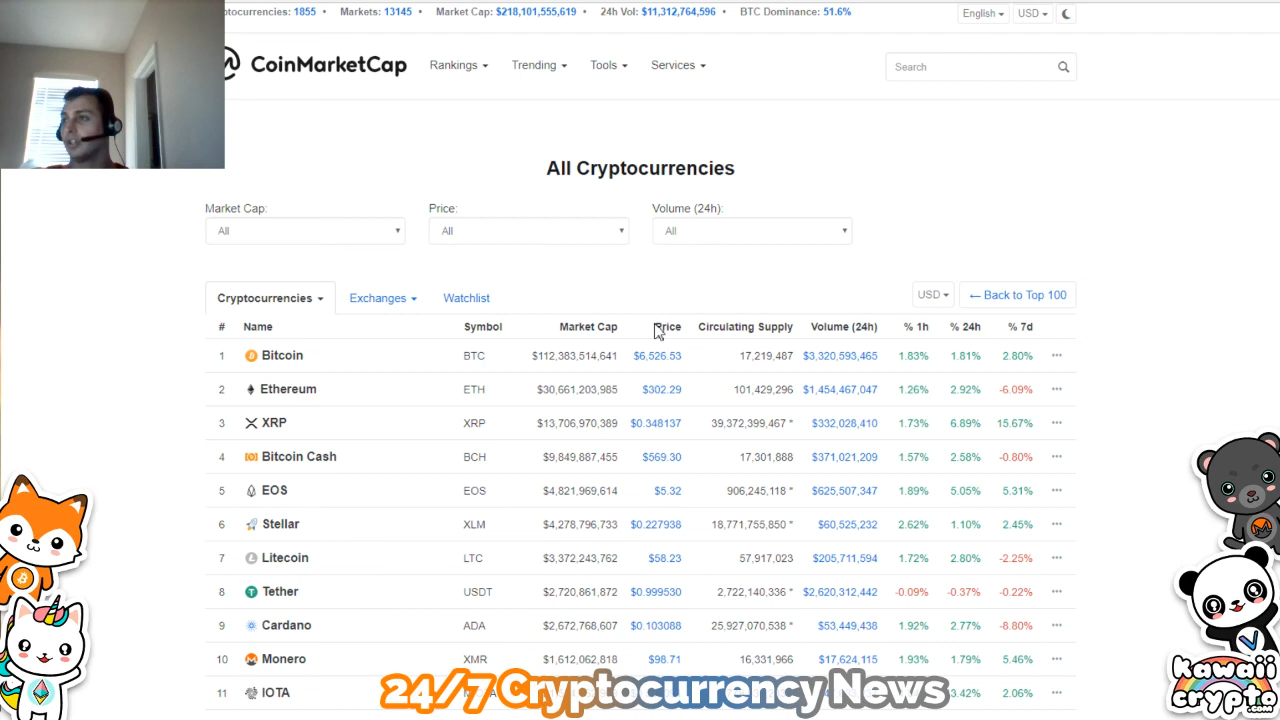 ptocurrencies: 1855 • Markets: 13145 • Market Cap: $218,101,555,619 • 24h Vol: $11,312,764,596 • BTC Dominance: 51.6% English USD
CoinMarketCap Rankings Trending Tools Services Search
All Cryptocurrencies
Market Cap: Price: Volume (24h):
All All All
Cryptocurrencies Exchanges Watchlist USD ← Back to Top 100
# Name Symbol Market Cap Price Circulating Supply Volume (24h) % 1h % 24h % 7d
1 Bitcoin BTC $112,383,514,641 $6,526.53 17,219,487 $3,320,593,465 1.83% 1.81% 2.80%
2 Ethereum ETH $30,661,203,985 $302.29 101,429,296 $1,454,467,047 1.26% 2.92% -6.09%
3 XRP XRP $13,706,970,389 $0.348137 39,372,399,467 * $332,028,410 1.73% 6.89% 15.67%
4 Bitcoin Cash BCH $9,849,887,455 $569.30 17,301,888 $371,021,209 1.57% 2.58% -0.80%
5 EOS EOS $4,821,969,614 $5.32 906,245,118 * $625,507,347 1.89% 5.05% 5.31%
6 Stellar XLM $4,278,796,733 $0.227938 18,771,755,850 * $60,525,232 2.62% 1.10% 2.45%
7 Litecoin LTC $3,372,243,762 $58.23 57,917,023 $205,711,594 1.72% 2.80% -2.25%
8 Tether USDT $2,720,861,872 $0.999530 2,722,140,336 * $2,620,312,442 -0.09% -0.37% -0.22%
9 Cardano ADA $2,672,768,607 $0.103088 25,927,070,538 * $53,449,438 1.92% 2.77% -8.80%
10 Monero XMR $1,612,062,818 $98.71 16,331,966 $17,624,115 1.93% 1.79% 5.46%
11 IOTA 3.42% 2.06%
24/7 Cryptocurrency News
kawaii
crypto
.com